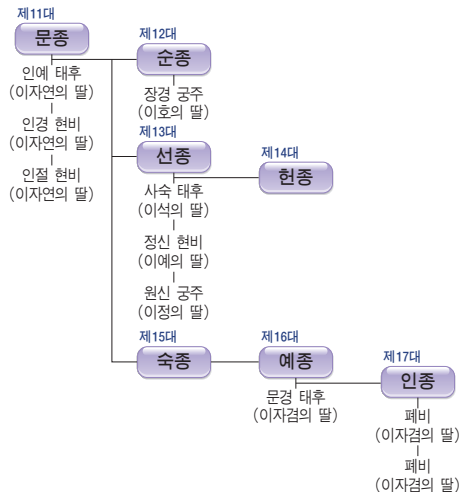 제11대
문종
인예 태후
(이자연의 딸)
인경 현비
(이자연의 딸)
인절 현비
(이자연의 딸)
제12대
순종
장경 궁주
(이호의 딸)
제13대
선종
사숙 태후
(이석의 딸)
정신 현비
(이예의 딸)
원신 궁주
(이정의 딸)
제14대
헌종
제15대
숙종
제16대
예종
문경 태후
(이자겸의 딸)
제17대
인종
폐비
(이자겸의 딸)
폐비
(이자겸의 딸)